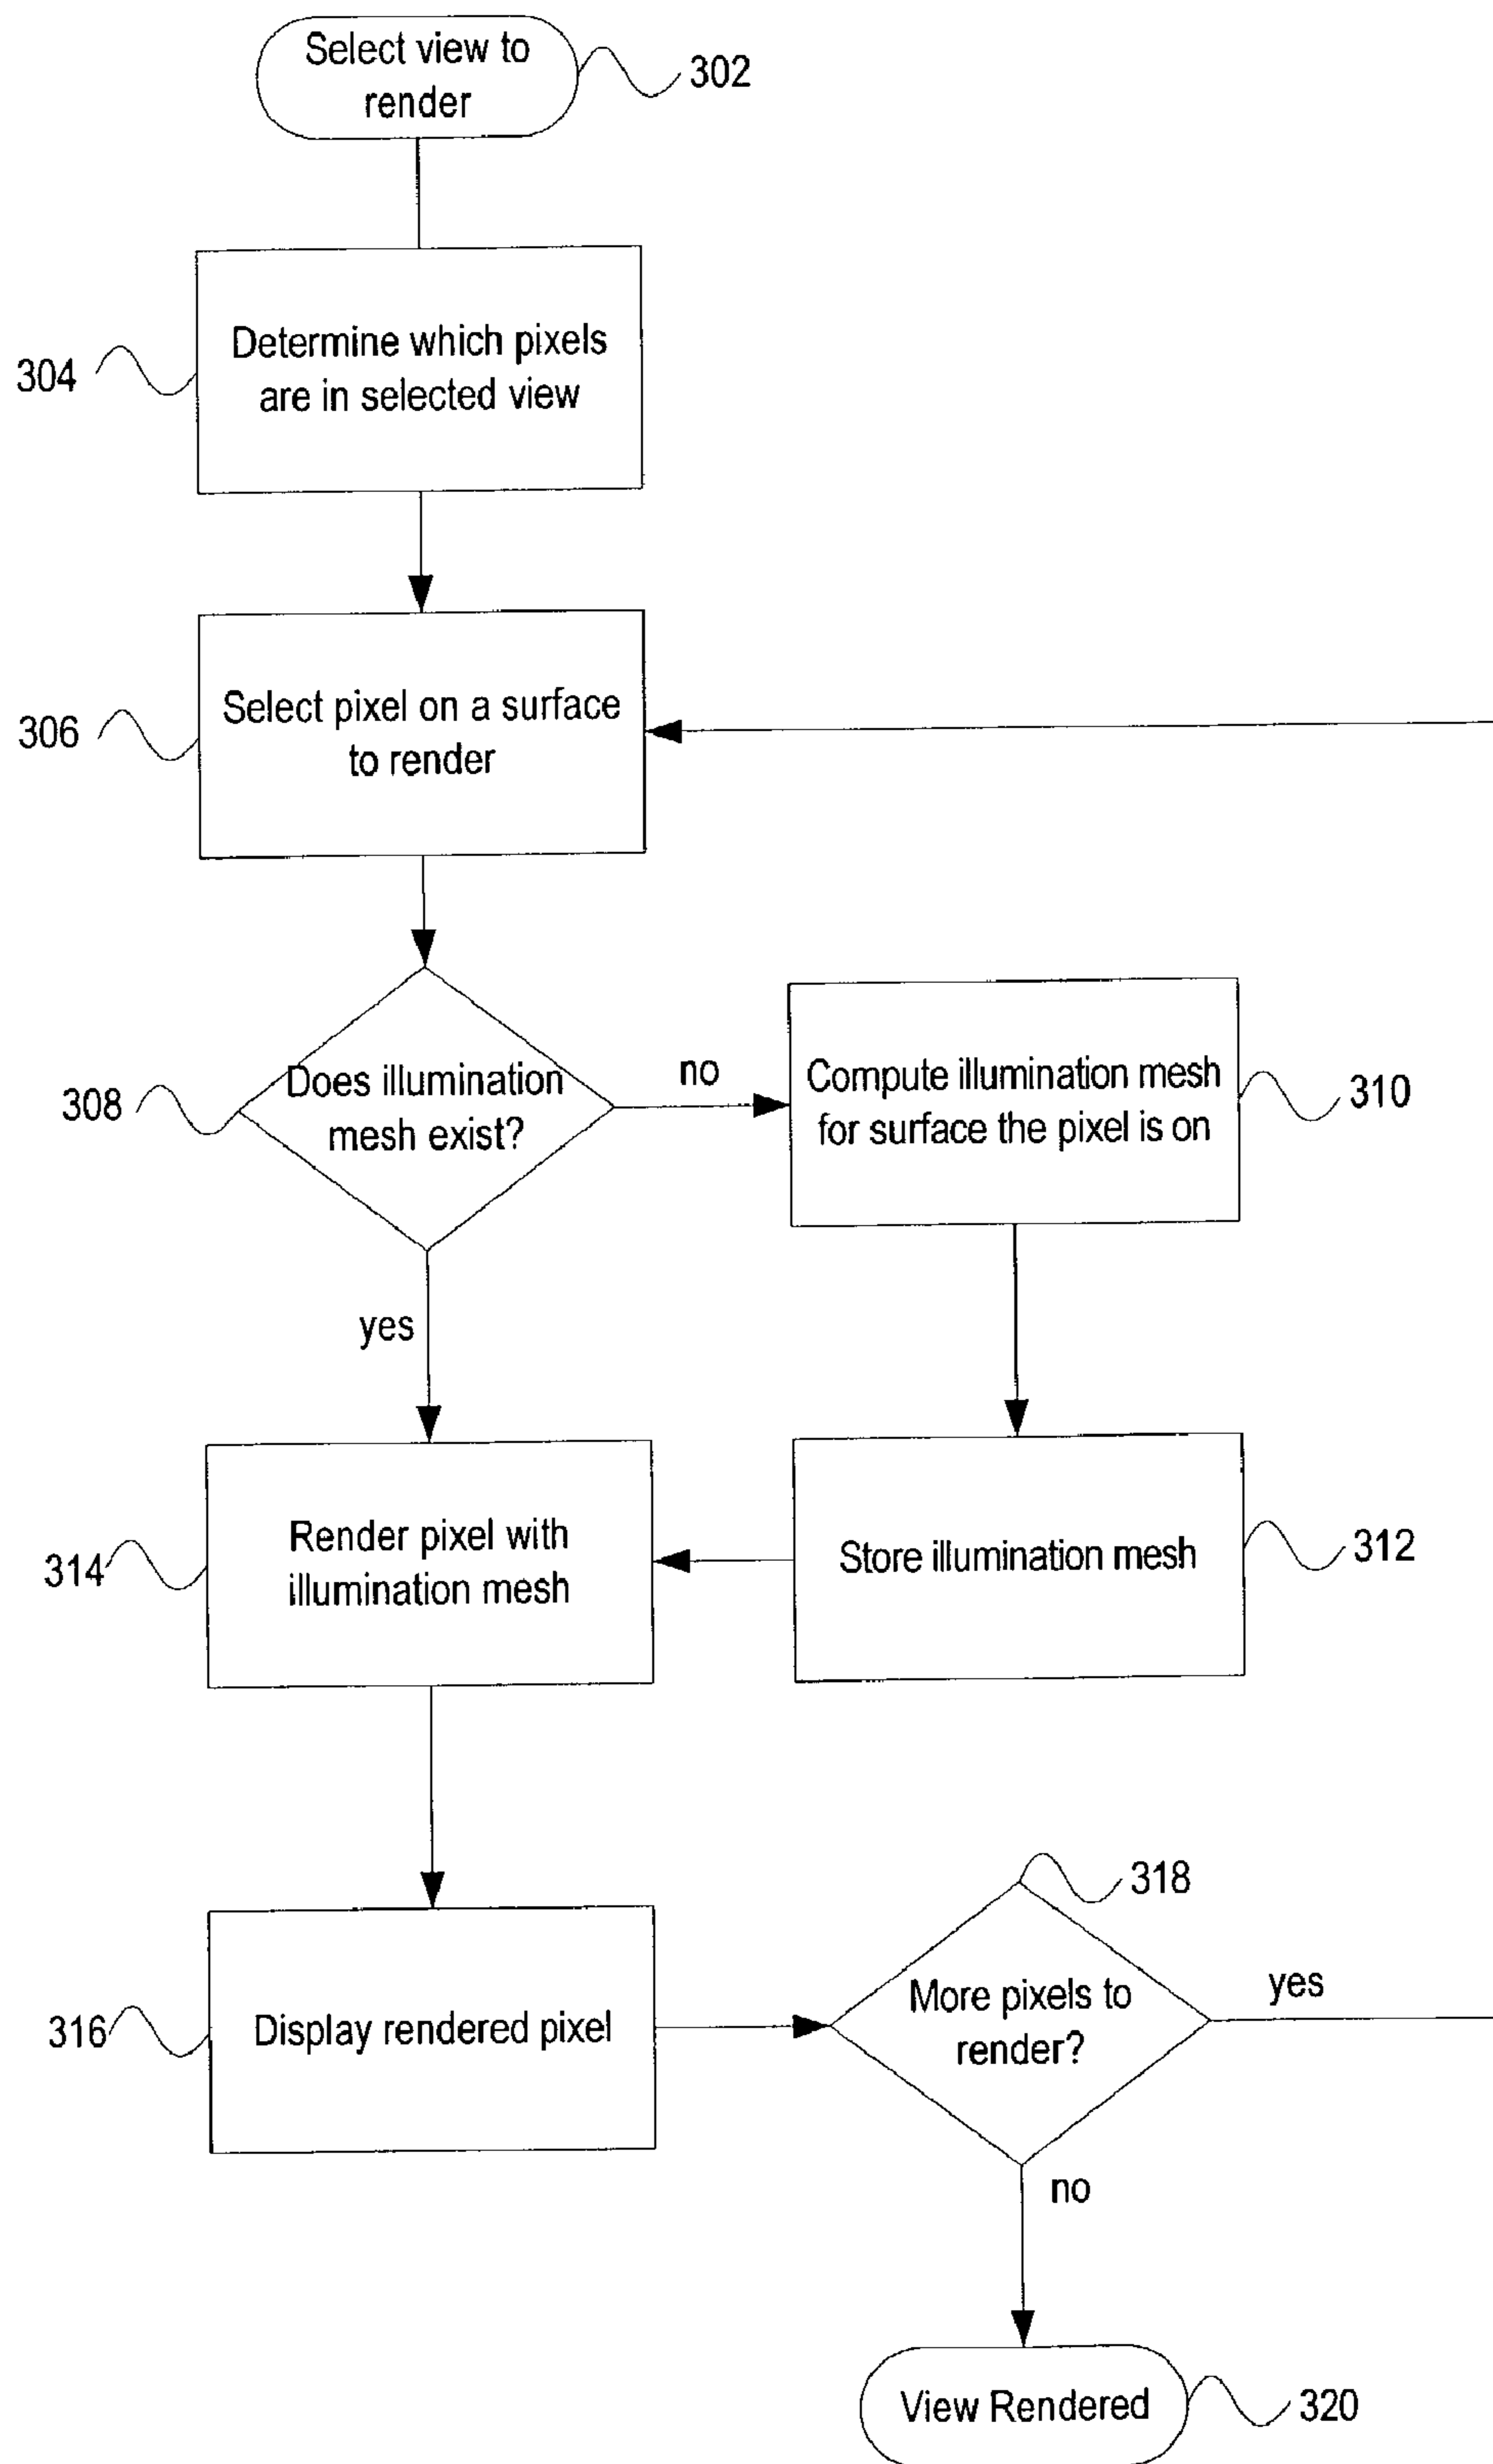 Select view to
render
302
Determine which pixels
are in selected view
304
Select pixel on a surface
to render
306
Does illumination
mesh exist?
308
no
Compute illumination mesh
for surface the pixel is on
310
yes
Render pixel with
illumination mesh
314
Store illumination mesh
312
Display rendered pixel
316
318
More pixels to
render?
yes
no
View Rendered
320